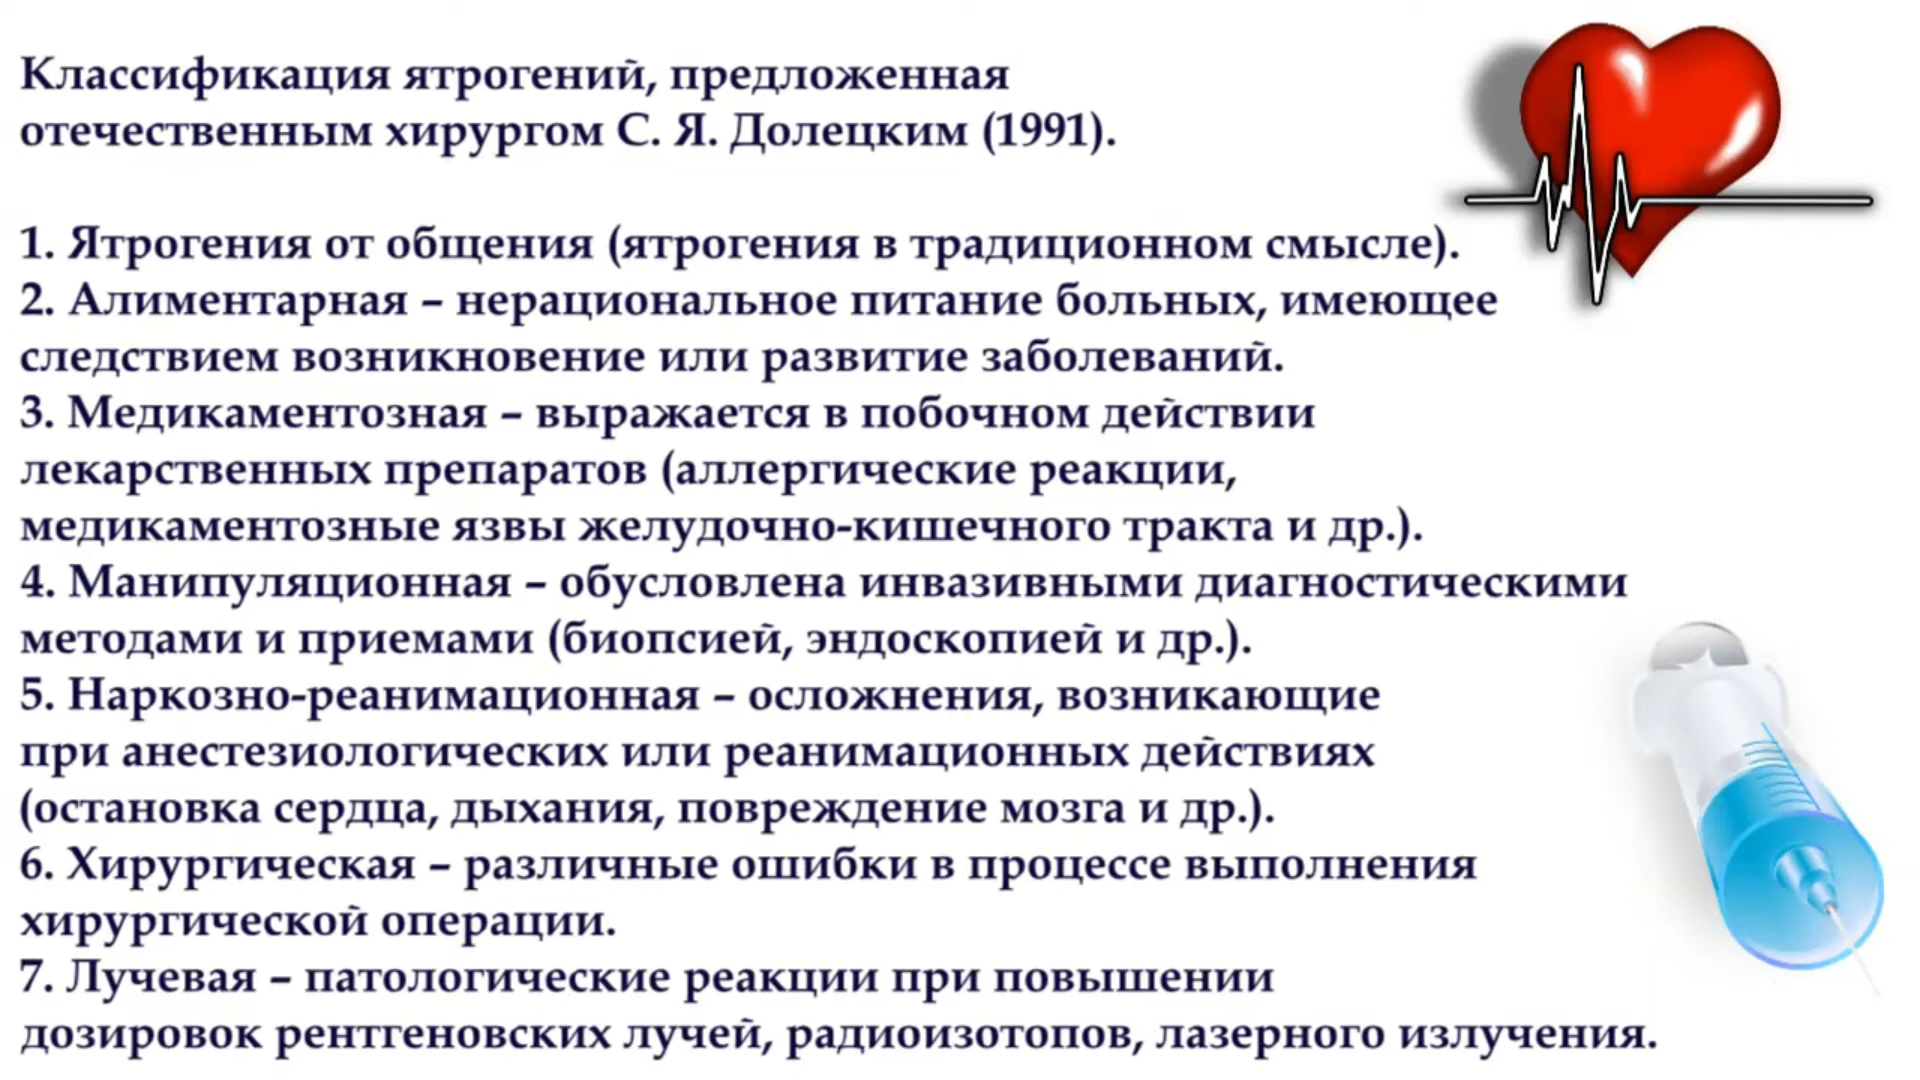 Классификация ятрогений, предложенная
отечественным хирургом С. Я. Долецким (1991).
1. Ятрогения от общения (ятрогения в традиционном смысле).
2. Алиментарная – нерациональное питание больных, имеющее
следствием возникновение или развитие заболеваний.
3. Медикаментозная – выражается в побочном действии
лекарственных препаратов (аллергические реакции,
медикаментозные язвы желудочно-кишечного тракта и др.).
4. Манипуляционная – обусловлена инвазивными диагностическими
методами и приемами (биопсией, эндоскопией и др.).
5. Наркозно-реанимационная – осложнения, возникающие
при анестезиологических или реанимационных действиях
(остановка сердца, дыхания, повреждение мозга и др.).
6. Хирургическая – различные ошибки в процессе выполнения
хирургической операции.
7. Лучевая – патологические реакции при повышении
дозировок рентгеновских лучей, радиоизотопов, лазерного излучения.